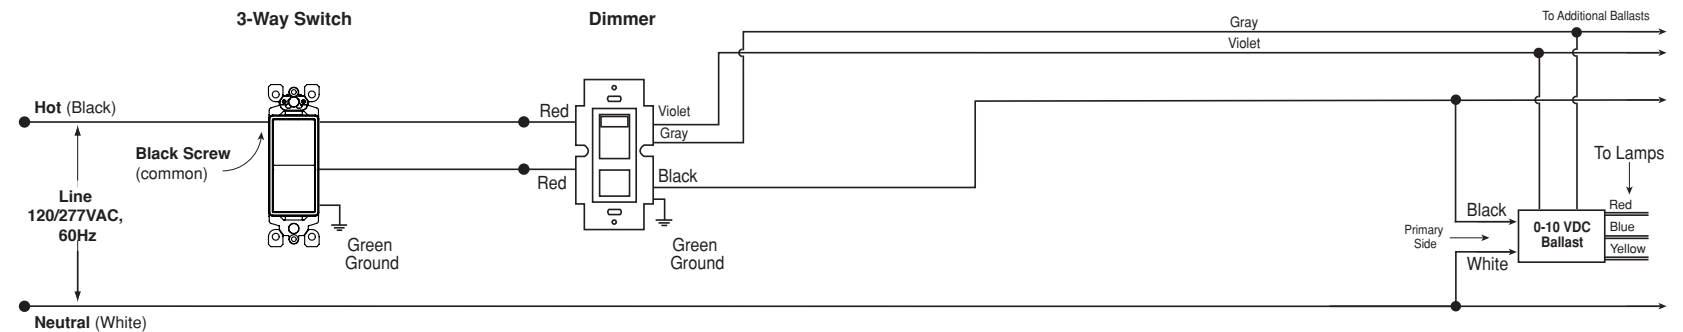 3-Way Switch
Dimmer
To Additional Ballasts
Gray
Violet
Hot (Black)
Red
Violet
Gray
Black Screw
(common)
To Lamps
Red
Black
Line
120/277VAC,
60Hz
Black
Red
0-10 VDC
Ballast
Blue
Primary
Side
Yellow
Green
Ground
Green
Ground
White
Neutral (White)